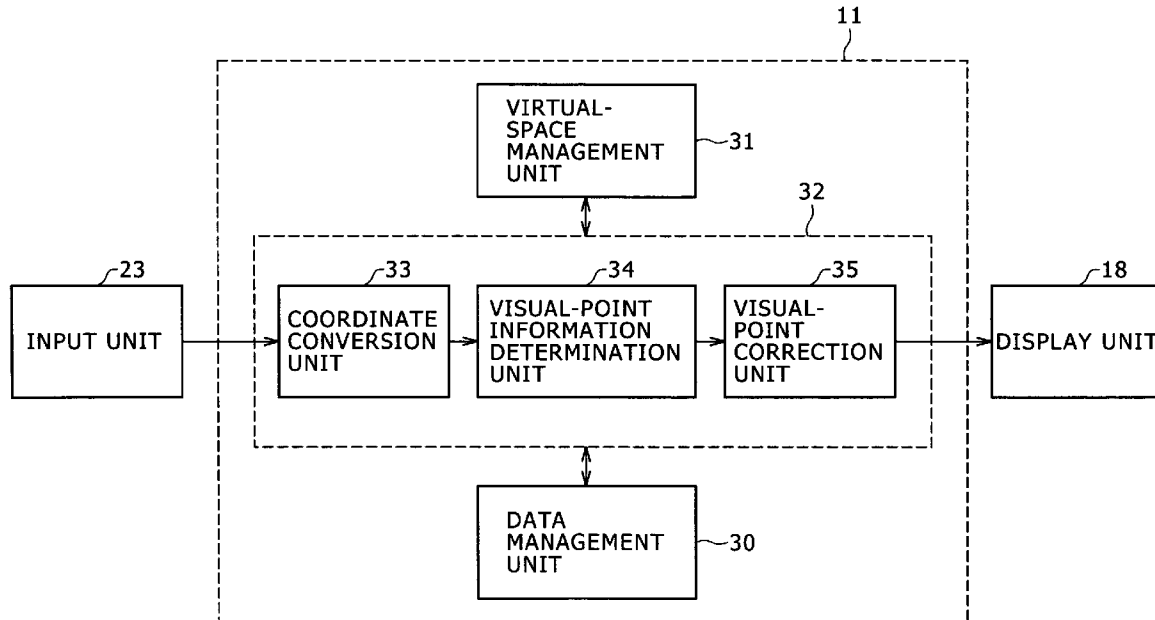 11
VIRTUAL-
SPACE
MANAGEMENT
UNIT
31
32
23
INPUT UNIT
33
COORDINATE
CONVERSION
UNIT
34
VISUAL-POINT
INFORMATION
DETERMINATION
UNIT
35
VISUAL-
POINT
CORRECTION
UNIT
18
DISPLAY UNIT
DATA
MANAGEMENT
UNIT
30